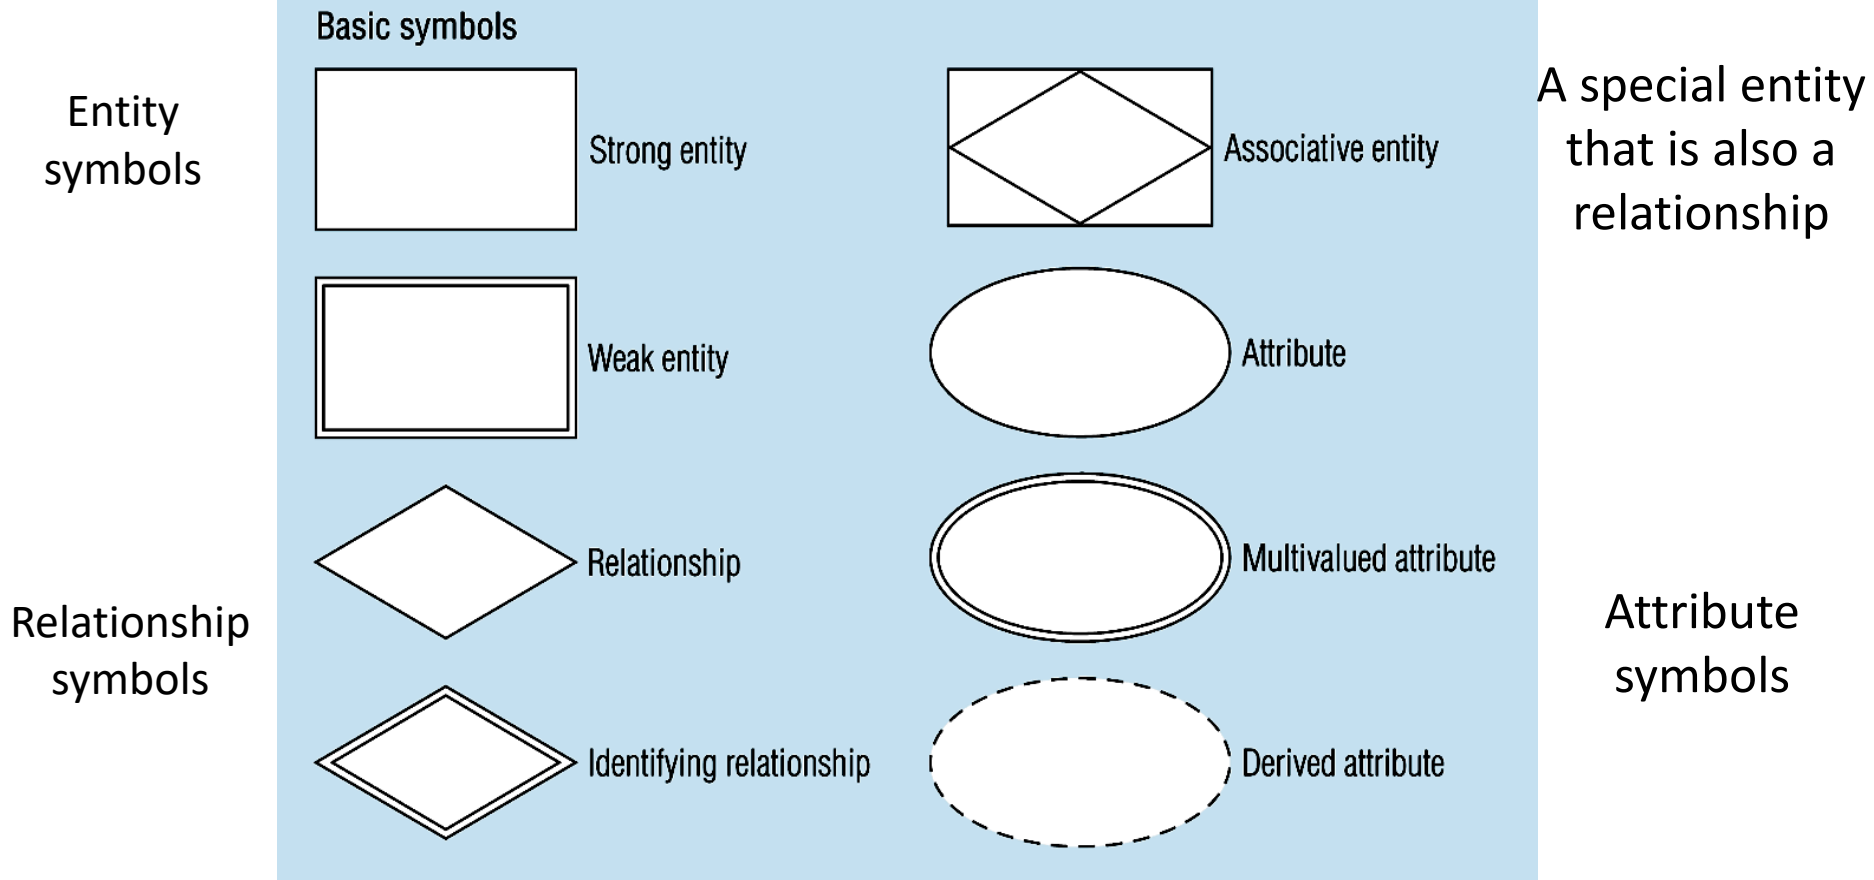 Basic symbols
Entity
symbols
Strong entity
Associative entity
A special entity
that is also a
relationship
Weak entity
Attribute
Relationship
symbols
Relationship
Multivalued attribute
Attribute
symbols
Identifying relationship
Derived attribute